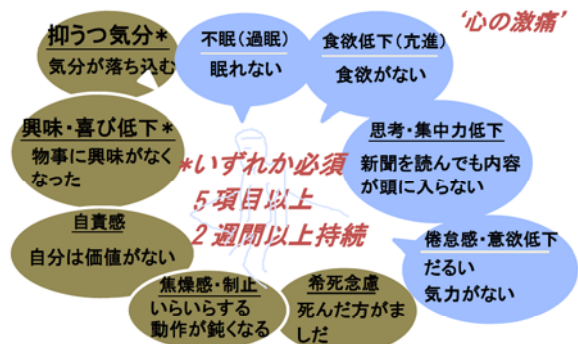 '心の激痛'
抑うつ気分*
気分が落ち込む
不眠(過眠)
眠れない
食欲低下(亢進)
食欲がない
興味・喜び低下*
物事に興味がなく
なった
思考・集中力低下
新聞を読んでも内容
が頭に入らない
*いずれか必須
5項目以上
2週間以上持続
自責感
自分は価値がない
倦怠感・意欲低下
だるい
気力がない
焦燥感・制止
いらいらする
動作が鈍くなる
希死念慮
死んだ方がま
しだ